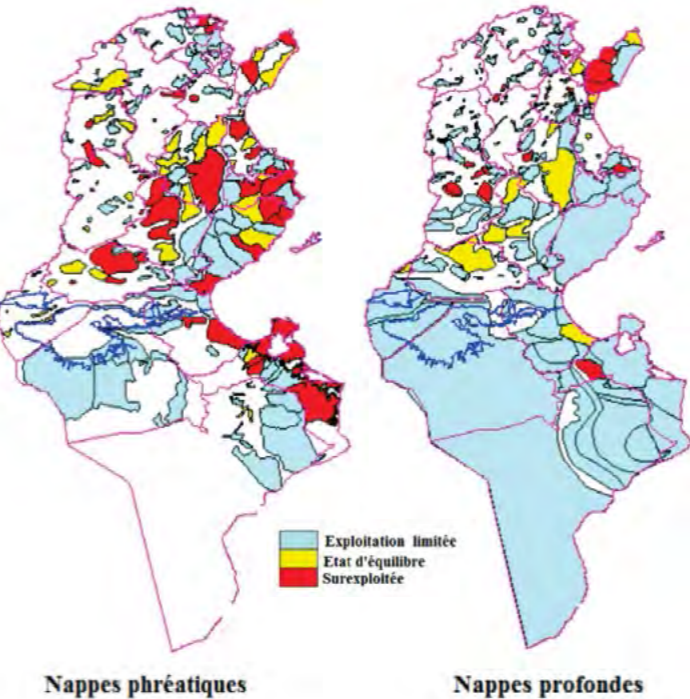 Exploitation limitée
Etat d'équilibre
Surexploitée
Nappes phréatiques
Nappes profondes